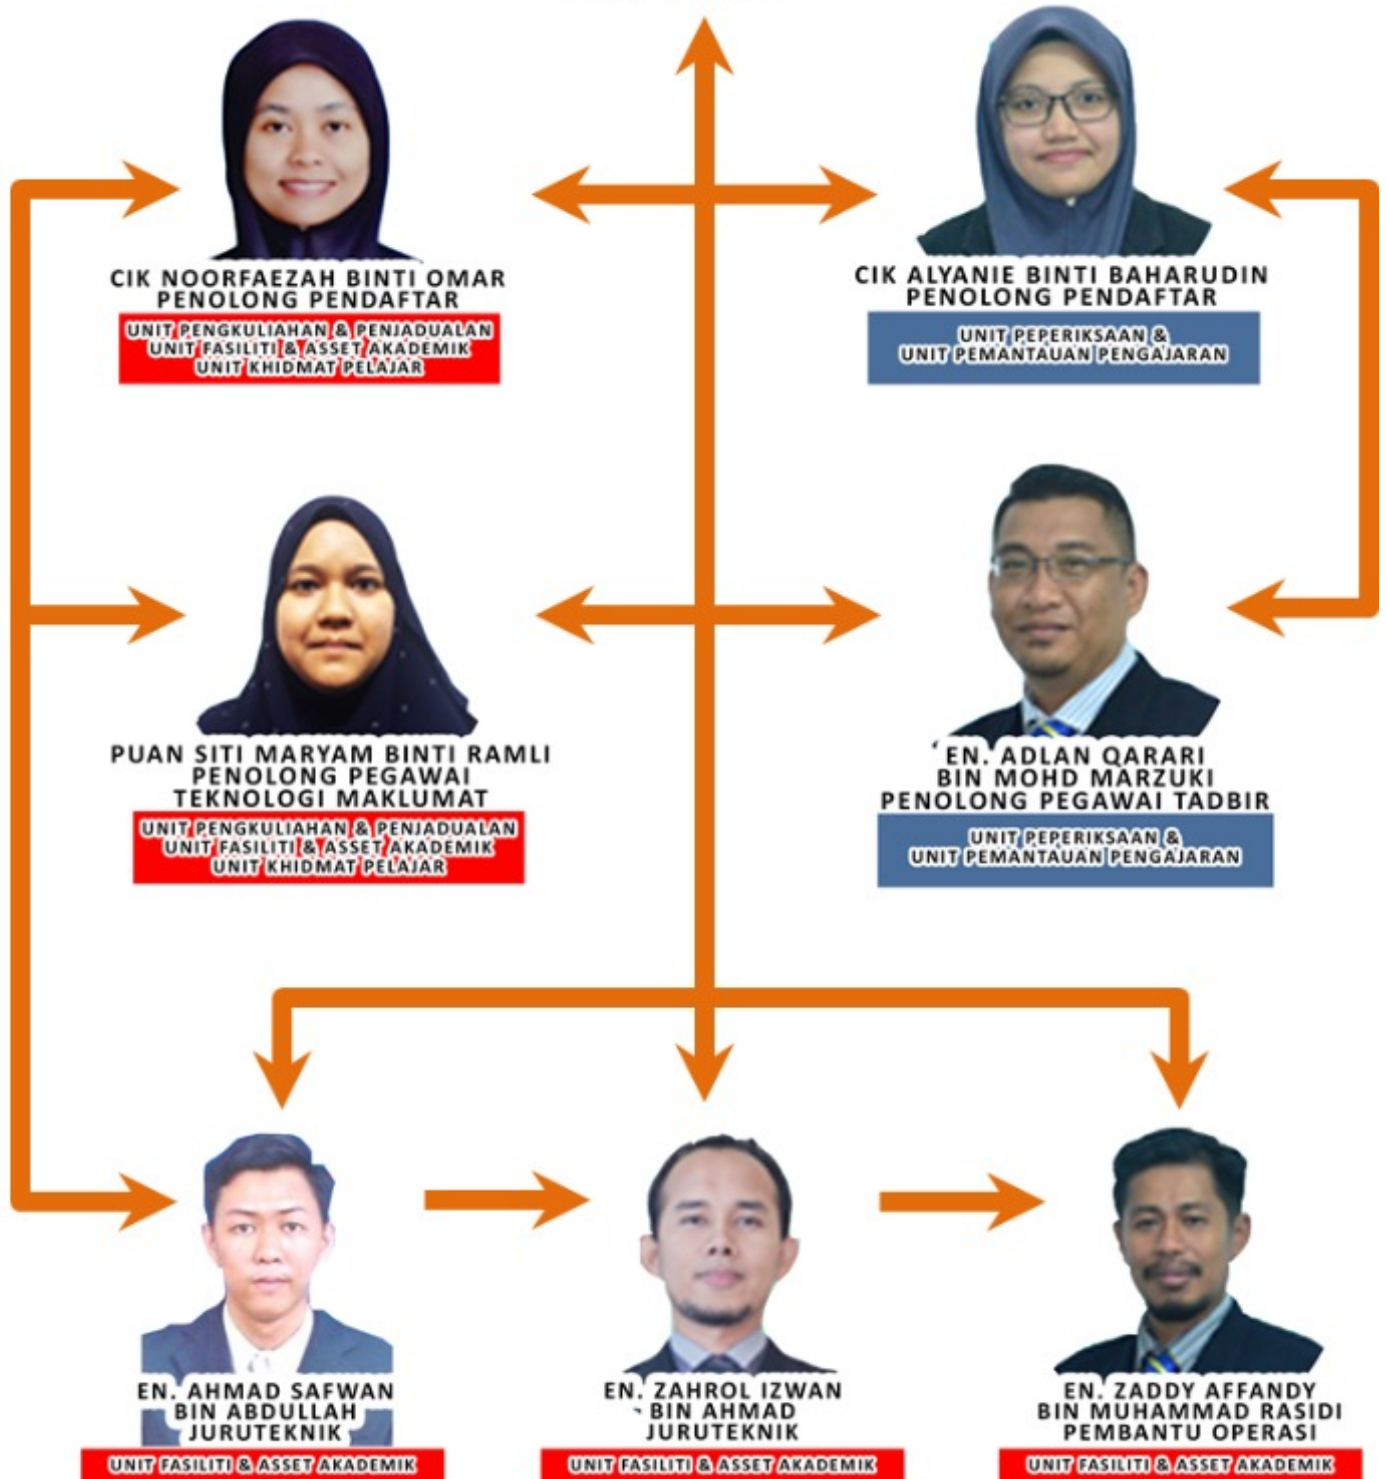 CIK NOORFAEZAH BINTI OMAR
PENOLONG PENDAFTAR
UNIT PENGKULIAHAN & PENJADUALAN
UNIT FASILITI & ASSET AKADEMIK
UNIT KHIDMAT PELAJAR
CIK ALYANIE BINTI BAHARUDIN
PENOLONG PENDAFTAR
UNIT PEPERIKSAAN &
UNIT PEMANTAUAN PENGAJARAN
PUAN SITI MARYAM BINTI RAMLI
PENOLONG PEGAWAI
TEKNOLOGI MAKLUMAT
UNIT PENGKULIAHAN & PENJADUALAN
UNIT FASILITI & ASSET AKADEMIK
UNIT KHIDMAT PELAJAR
EN. ADLAN QARARI
BIN MOHD MARZUKI
PENOLONG PEGAWAI TADBIR
UNIT PEPERIKSAAN &
UNIT PEMANTAUAN PENGAJARAN
EN. AHMAD SAFWAN
BIN ABDULLAH
JURUTEKNIK
UNIT FASILITI & ASSET AKADEMIK
EN. ZAHROL IZWAN
BIN AHMAD
JURUTEKNIK
UNIT FASILITI & ASSET AKADEMIK
EN. ZADDY AFFANDY
BIN MUHAMMAD RASIDI
PEMBANTU OPERASI
UNIT FASILITI & ASSET AKADEMIK